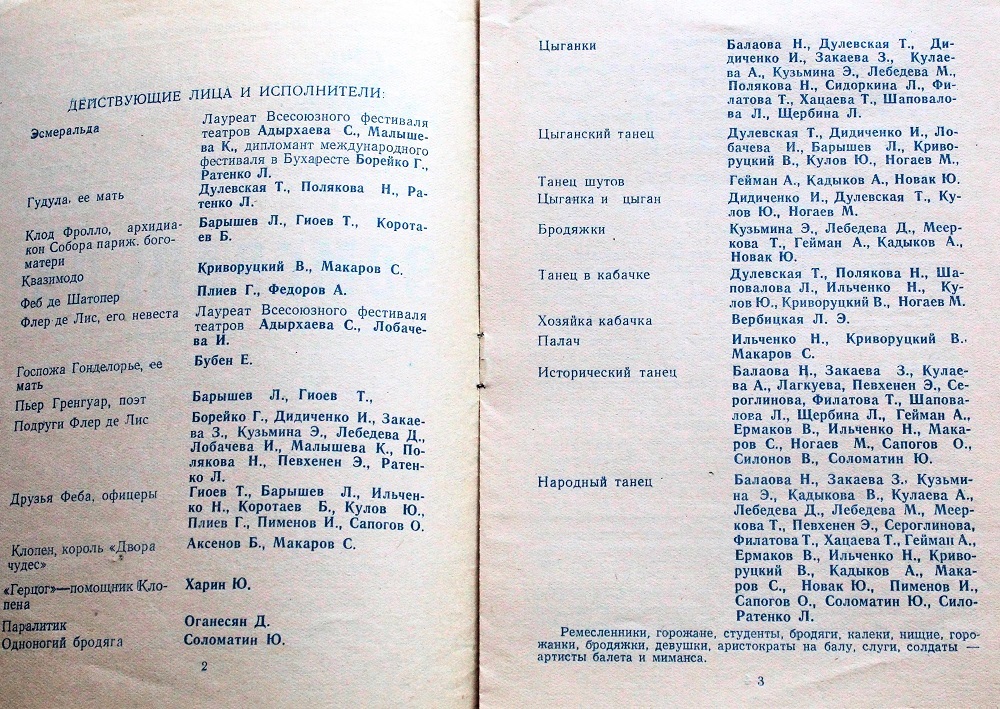 ДЕЙСТВУЮЩИЕ ЛИЦА И ИСПОЛНИТЕЛИ:
Эсмеральда
Лауреат Всесоюзного фестиваля
театров Адырхаева С., Малыше-
ва К., дипломант международного
фестиваля в Бухаресте Борейко Г.,
Ратенко Л.
Гудула, ее мать
Дулевская Т., Полякова Н., Ра-
тенко Л.
Клод Фролло, архидиа-
кон Собора париж. бого-
матери
Барышев Л., Гиоев Т., Корота-
ев Б.
Квазимодо
Криворуцкий В., Макаров С.
Феб де Шатопер
Плиев Г., Федоров А.
Флер де Лис, его невеста
Лауреат Всесоюзного фестиваля
театров Адырхаева С., Лобаче-
ва И.
Госпожа Гонделорье, ее
мать
Бубен Е.
Пьер Гренгуар, поэт
Барышев Л., Гиоев Т.,
Подруги Флер де Лис
Борейко Г., Дидиченко И., Закае-
ва З., Кузьмина Э., Лебедева Д.,
Лобачева И., Малышева К., По-
лякова Н., Певхенен Э., Ратен-
ко Л.
Друзья Феба, офицеры
Гиоев Т., Барышев Л., Ильчен-
ко Н., Коротаев Б., Кулов Ю.,
Плиев Г., Пименов И., Сапогов О.
Клопен, король «Двора
чудес»
Аксенов Б., Макаров С.
«Герцог»—помощник Кло-
пена
Харин Ю.
Паралитик
Оганесян Д.
Одноногий бродяга
Соломатин Ю.
2
Цыганки
Балаова Н., Дулевская Т., Ди-
диченко И., Закаева З., Кулае-
ва А., Кузьмина Э., Лебедева М.,
Полякова Н., Сидоркина Л., Фи-
латова Т., Хацаева Т., Шаповало-
ва Л., Щербина Л.
Цыганский танец
Дулевская Т., Дидиченко И., Ло-
бачева И., Барышев Л., Криво-
руцкий В., Кулов Ю., Ногаев М.,
Танец шутов
Гейман А., Кадыков А., Новак Ю.
Цыганка и цыган
Дидиченко И., Дулевская Т., Ку-
лов Ю., Ногаев М.
Бродяжки
Кузьмина Э., Лебедева Д., Меер-
кова Т., Гейман А., Кадыков А.,
Новак Ю.
Танец в кабачке
Дулевская Т., Полякова Н., Ша-
повалова Л., Ильченко Н., Ку-
лов Ю., Криворуцкий В., Ногаев М.
Хозяйка кабачка
Вербицкая Л. Э.
Палач
Ильченко Н., Криворуцкий В.
Макаров С.
Исторический танец
Балаова Н., Закаева З., Кулае-
ва А., Лагкуева, Певхенен Э., Се-
роглинова, Филатова Т., Шапова-
лова Л., Щербина Л., Гейман А.,
Ермаков В., Ильченко Н., Мака-
ров С., Ногаев М., Сапогов О.,
Силонов В., Соломатин Ю.
Народный танец
Балаова Н., Закаева З. Кузьми-
на Э., Кадыкова В., Кулаева А.,
Лебедева Д., Лебедева М., Меер-
кова Т., Певхенен Э., Сероглинова,
Филатова Т., Хацаева Т., Гейман А.,
Ермаков В., Ильченко Н., Криво-
руцкий В., Кадыков А., Мака-
ров С., Новак Ю., Пименов И.,
Сапогов О., Соломатин Ю., Сило-
Ратенко Л.
Ремесленники, горожане, студенты, бродяги, калеки, нищие, горо-
жанки, бродяжки, девушки, аристократы на балу, слуги, солдаты —
артисты балета и миманса.
3